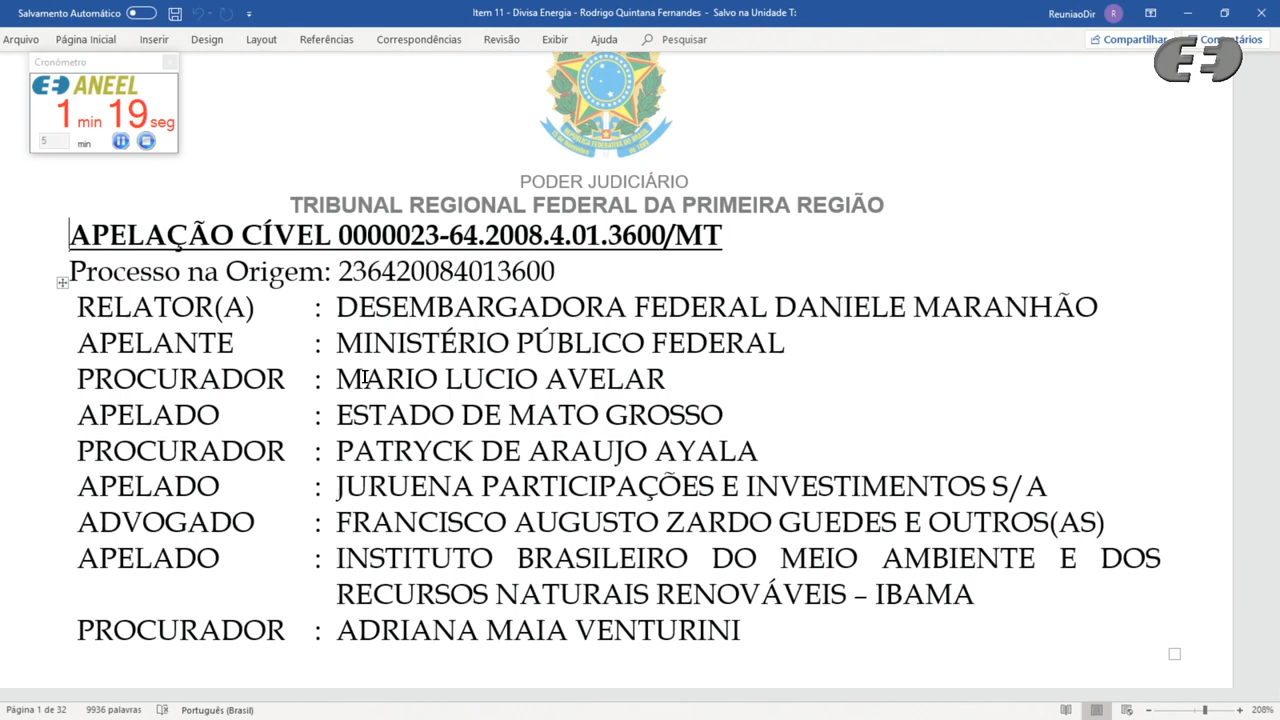 Salvamento Automático
Item 11 - Divisa Energia - Rodrigo Quintana Fernandes - Salvo na Unidade T:
ReuniaoDir
R
Arquivo
Página Inicial
Inserir
Design
Layout
Referências
Correspondências
Revisão
Exibir
Ajuda
Pesquisar
Compartilhar
Comentários
Cronômetro
ANEEL
1 min 19 seg
5 min
PODER JUDICIÁRIO
TRIBUNAL REGIONAL FEDERAL DA PRIMEIRA REGIÃO
APELAÇÃO CÍVEL 0000023-64.2008.4.01.3600/MT
Processo na Origem: 236420084013600
RELATOR(A) : DESEMBARGADORA FEDERAL DANIELE MARANHÃO
APELANTE : MINISTÉRIO PÚBLICO FEDERAL
PROCURADOR : MARIO LUCIO AVELAR
APELADO : ESTADO DE MATO GROSSO
PROCURADOR : PATRYCK DE ARAUJO AYALA
APELADO : JURUENA PARTICIPAÇÕES E INVESTIMENTOS S/A
ADVOGADO : FRANCISCO AUGUSTO ZARDO GUEDES E OUTROS(AS)
APELADO : INSTITUTO BRASILEIRO DO MEIO AMBIENTE E DOS
RECURSOS NATURAIS RENOVÁVEIS – IBAMA
PROCURADOR : ADRIANA MAIA VENTURINI
Página 1 de 32
9936 palavras
Português (Brasil)
208%